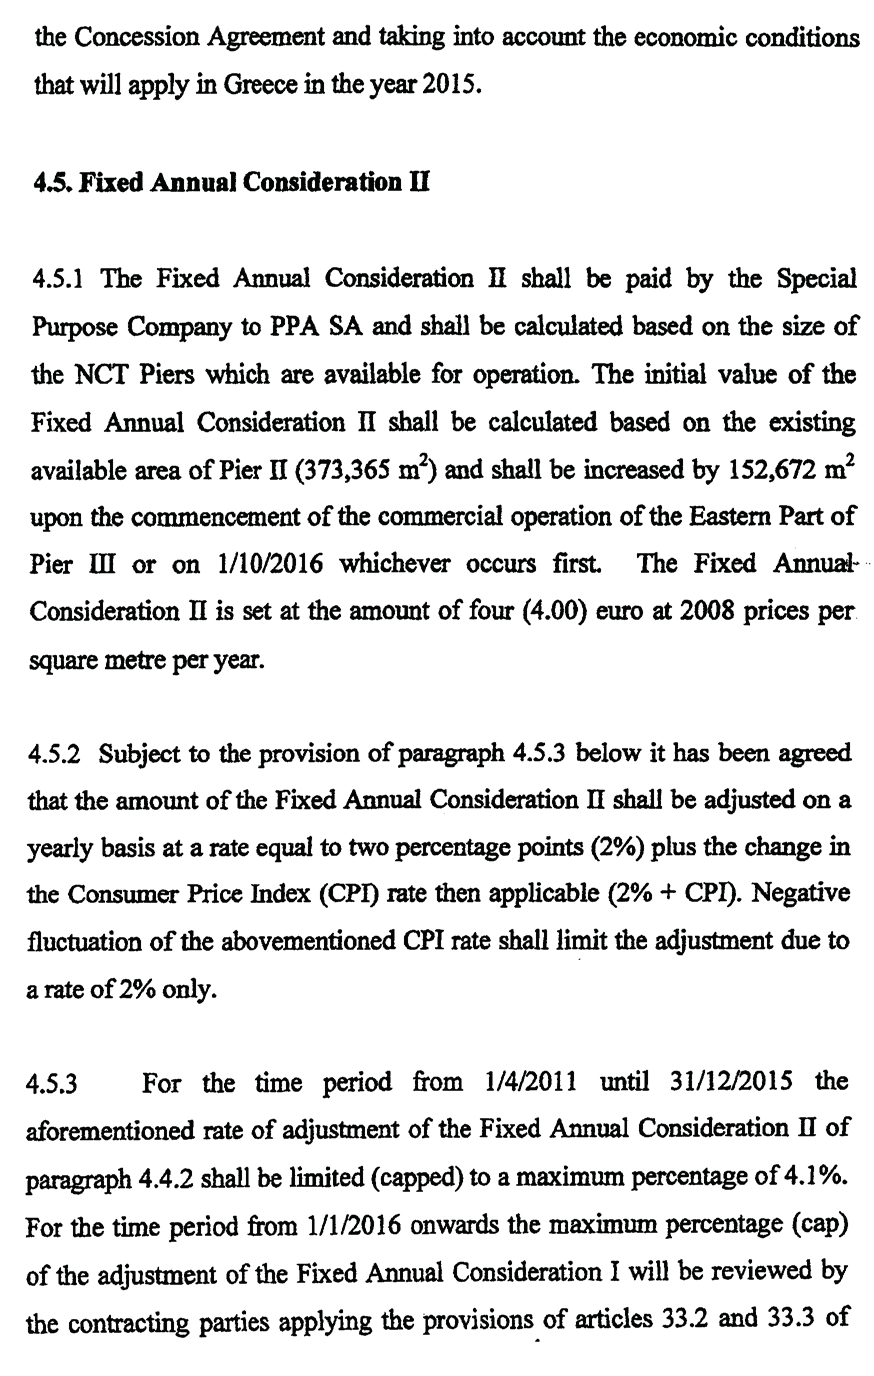 the Concession Agreement and taking into account the economic conditions
that will apply in Greece in the year 2015.
4.5. Fixed Annual Consideration II
4.5.1 The Fixed Annual Consideration II shall be paid by the Special
Purpose Company to PPA SA and shall be calculated based on the size of
the NCT Piers which are available for operation. The initial value of the
Fixed Annual Consideration II shall be calculated based on the existing
available area of Pier II (373,365 m²) and shall be increased by 152,672 m²
upon the commencement of the commercial operation of the Eastern Part of
Pier III or on 1/10/2016 whichever occurs first. The Fixed Annual
Consideration II is set at the amount of four (4.00) euro at 2008 prices per
square metre per year.
4.5.2 Subject to the provision of paragraph 4.5.3 below it has been agreed
that the amount of the Fixed Annual Consideration II shall be adjusted on a
yearly basis at a rate equal to two percentage points (2%) plus the change in
the Consumer Price Index (CPI) rate then applicable (2% + CPI). Negative
fluctuation of the abovementioned CPI rate shall limit the adjustment due to
a rate of 2% only.
4.5.3 For the time period from 1/4/2011 until 31/12/2015 the
aforementioned rate of adjustment of the Fixed Annual Consideration II of
paragraph 4.4.2 shall be limited (capped) to a maximum percentage of 4.1%.
For the time period from 1/1/2016 onwards the maximum percentage (cap)
of the adjustment of the Fixed Annual Consideration I will be reviewed by
the contracting parties applying the provisions of articles 33.2 and 33.3 of